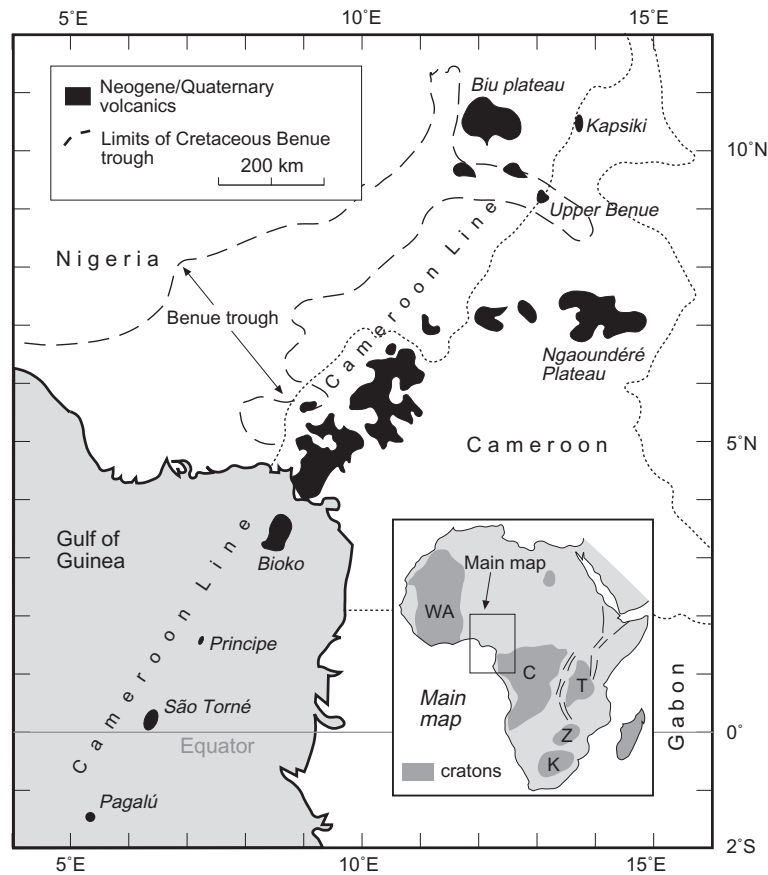 5°E 10°E 15°E
Neogene/Quaternary
volcanics
Limits of Cretaceous Benue
trough
200 km
Biu plateau
Kapsiki
10°N
Upper Benue
Nigeria
Benue trough
Cameroon Line
Ngaoundéré
Plateau
Cameroon
5°N
Gulf of
Guinea
Bioko
Cameroon Line
Principe
São Torné
Equator
0°
Pagalú
Main map
WA
C
T
Z
K
Main
map
cratons
Gabon
2°S
5°E 10°E 15°E